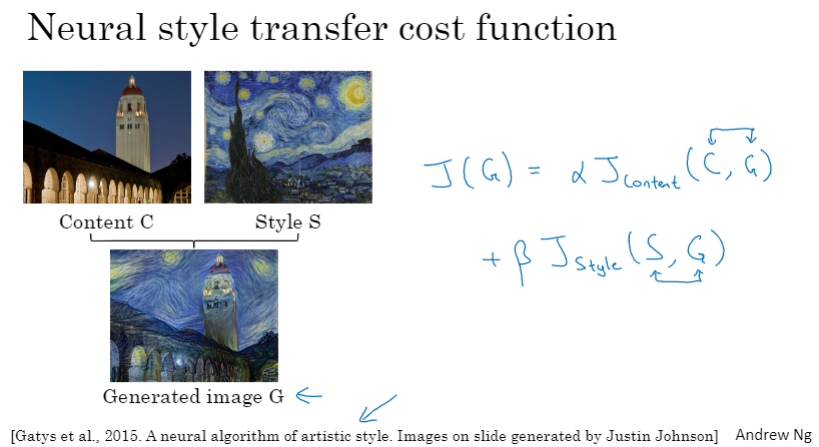 Neural style transfer cost function
Content C
Style S
J(G) = α J_Content (C, G)
+ β J_Style (S, G)
Generated image G
[Gatys et al., 2015. A neural algorithm of artistic style. Images on slide generated by Justin Johnson]
Andrew Ng